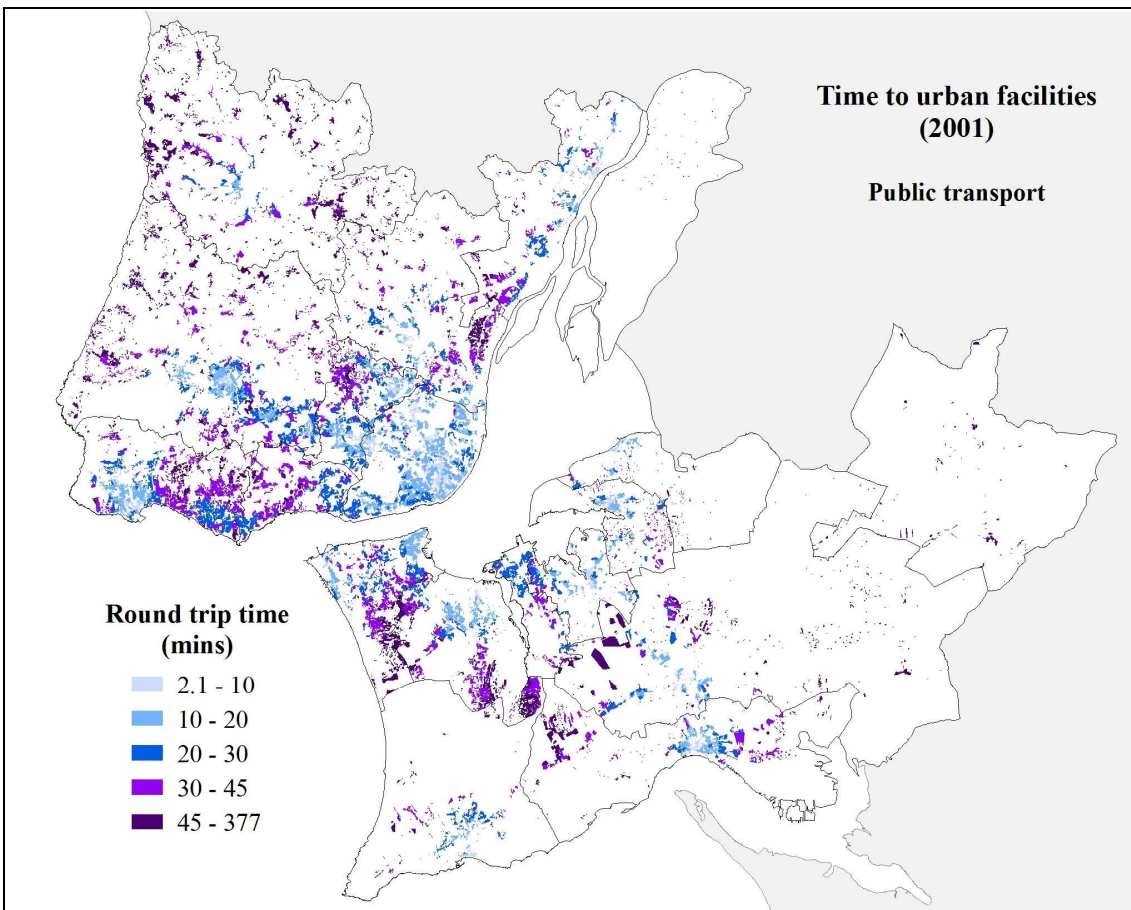 Time to urban facilities
(2001)
Public transport
Round trip time
(mins)
2.1 - 10
10 - 20
20 - 30
30 - 45
45 - 377